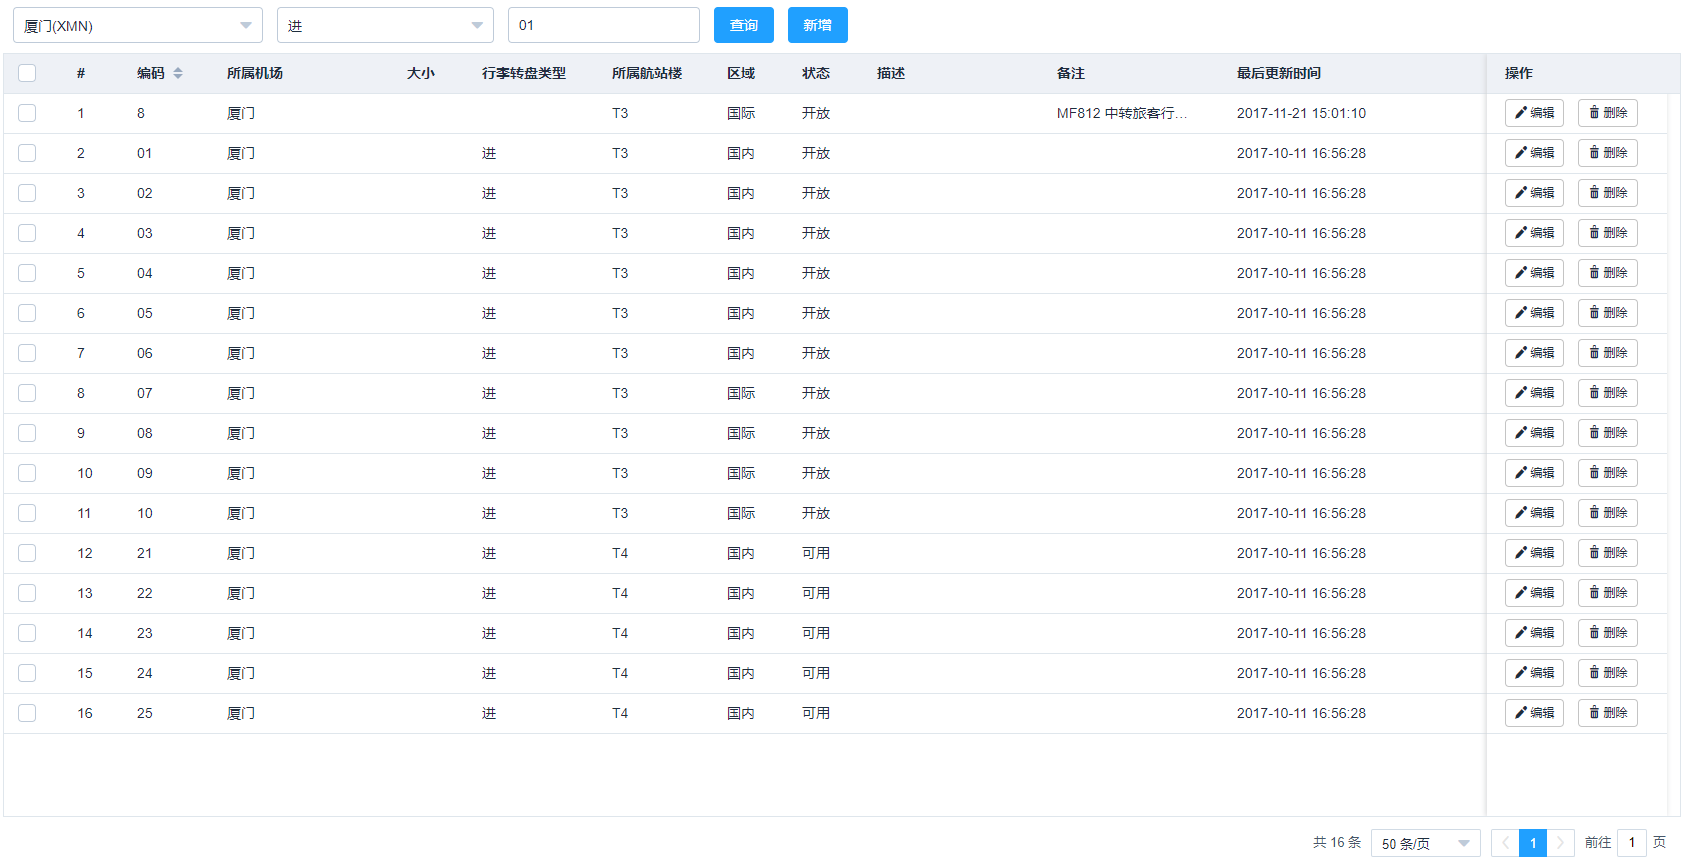 厦门(XMN) 进 01 查询 新增
# 编码 所属机场 大小 行李转盘类型 所属航站楼 区域 状态 描述 备注 最后更新时间 操作
1 8 厦门 T3 国际 开放 MF812 中转旅客行... 2017-11-21 15:01:10 编辑 删除
2 01 厦门 进 T3 国内 开放 2017-10-11 16:56:28 编辑 删除
3 02 厦门 进 T3 国内 开放 2017-10-11 16:56:28 编辑 删除
4 03 厦门 进 T3 国内 开放 2017-10-11 16:56:28 编辑 删除
5 04 厦门 进 T3 国内 开放 2017-10-11 16:56:28 编辑 删除
6 05 厦门 进 T3 国内 开放 2017-10-11 16:56:28 编辑 删除
7 06 厦门 进 T3 国内 开放 2017-10-11 16:56:28 编辑 删除
8 07 厦门 进 T3 国际 开放 2017-10-11 16:56:28 编辑 删除
9 08 厦门 进 T3 国际 开放 2017-10-11 16:56:28 编辑 删除
10 09 厦门 进 T3 国际 开放 2017-10-11 16:56:28 编辑 删除
11 10 厦门 进 T3 国际 开放 2017-10-11 16:56:28 编辑 删除
12 21 厦门 进 T4 国内 可用 2017-10-11 16:56:28 编辑 删除
13 22 厦门 进 T4 国内 可用 2017-10-11 16:56:28 编辑 删除
14 23 厦门 进 T4 国内 可用 2017-10-11 16:56:28 编辑 删除
15 24 厦门 进 T4 国内 可用 2017-10-11 16:56:28 编辑 删除
16 25 厦门 进 T4 国内 可用 2017-10-11 16:56:28 编辑 删除
共 16 条 50 条/页 1 前往 1 页